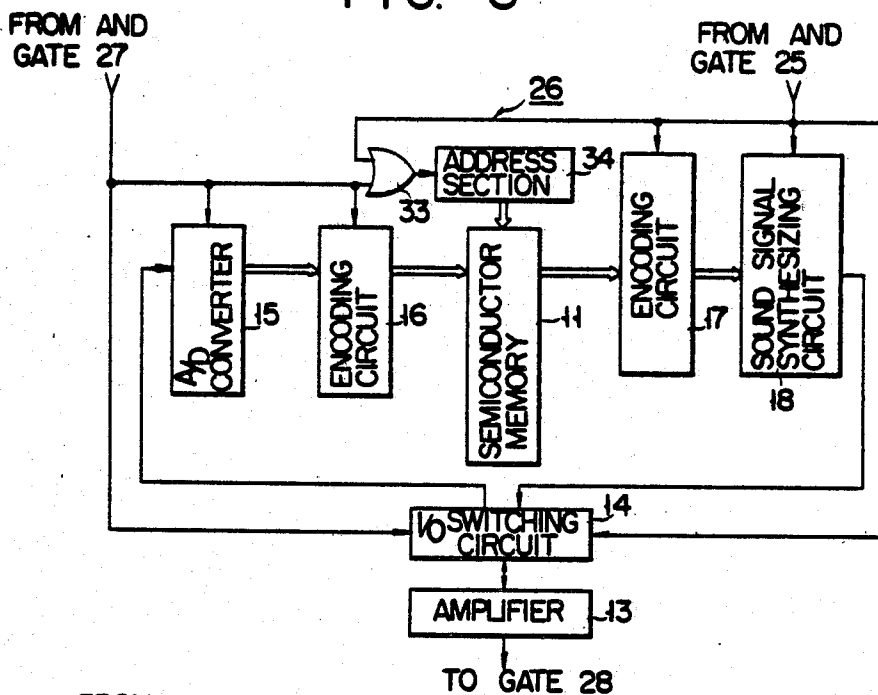 FROM AND
GATE 27
FROM AND
GATE 25
26
33
ADDRESS
SECTION
34
A/D
CONVERTER
15
ENCODING
CIRCUIT
16
SEMICONDUCTOR
MEMORY
11
ENCODING
CIRCUIT
17
SOUND SIGNAL
SYNTHESIZING
CIRCUIT
18
I/O SWITCHING
CIRCUIT
14
AMPLIFIER
13
TO GATE 28